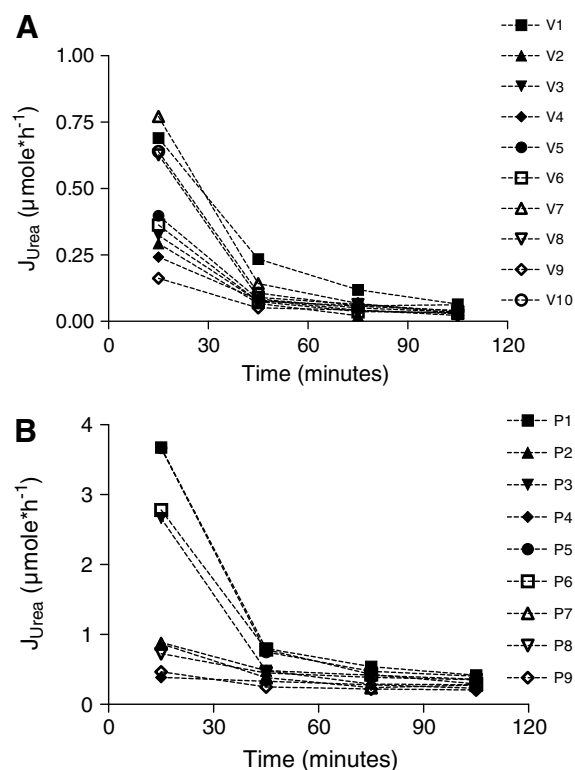 A
J_Urea (µmole*h⁻¹)
1.00
0.75
0.50
0.25
0.00
0 30 60 90 120
Time (minutes)
V1
V2
V3
V4
V5
V6
V7
V8
V9
V10
B
J_Urea (µmole*h⁻¹)
4
3
2
1
0
0 30 60 90 120
Time (minutes)
P1
P2
P3
P4
P5
P6
P7
P8
P9